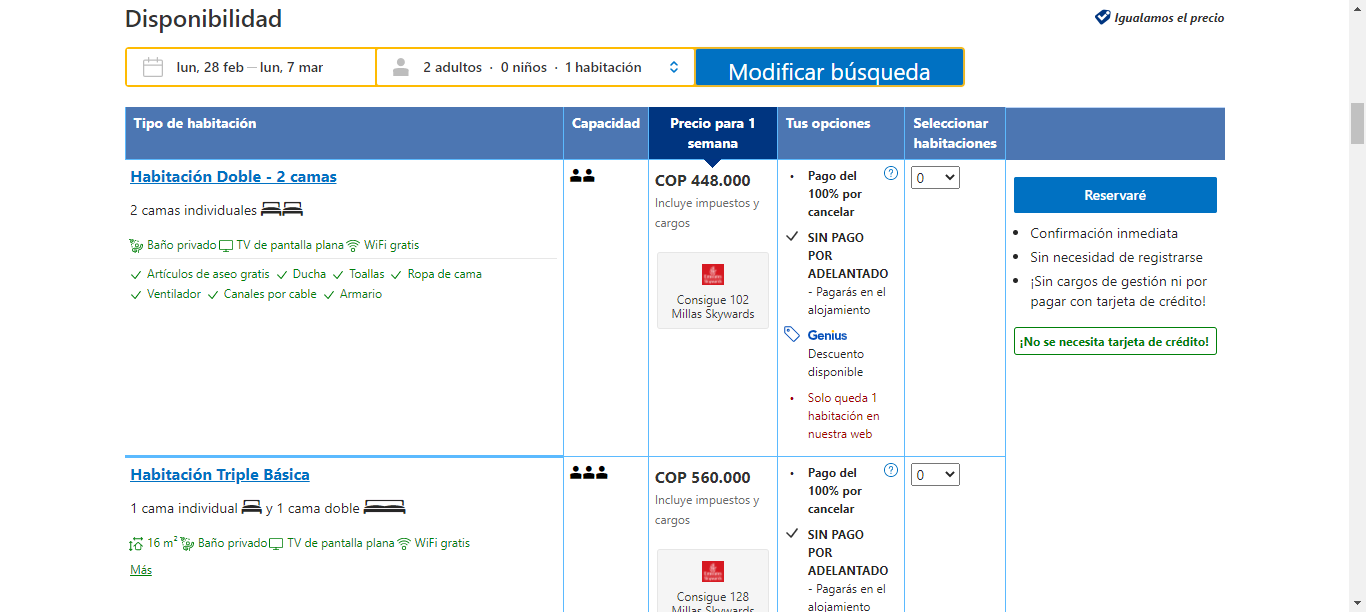 Disponibilidad
Igualamos el precio
lun, 28 feb — lun, 7 mar
2 adultos · 0 niños · 1 habitación
Modificar búsqueda
Tipo de habitación
Capacidad
Precio para 1
semana
Tus opciones
Seleccionar
habitaciones
Habitación Doble - 2 camas
2 camas individuales
Baño privado TV de pantalla plana WiFi gratis
Artículos de aseo gratis Ducha Toallas Ropa de cama
Ventilador Canales por cable Armario
COP 448.000
Incluye impuestos y
cargos
Consigue 102
Millas Skywards
• Pago del
100% por
cancelar
SIN PAGO
POR
ADELANTADO
- Pagarás en el
alojamiento
Genius
Descuento
disponible
• Solo queda 1
habitación en
nuestra web
?
0
Reservaré
• Confirmación inmediata
• Sin necesidad de registrarse
• ¡Sin cargos de gestión ni por
pagar con tarjeta de crédito!
¡No se necesita tarjeta de crédito!
Habitación Triple Básica
1 cama individual y 1 cama doble
16 m² Baño privado TV de pantalla plana WiFi gratis
Más
COP 560.000
Incluye impuestos y
cargos
Consigue 128
Millas Skywards
• Pago del
100% por
cancelar
SIN PAGO
POR
ADELANTADO
- Pagarás en el
alojamiento
?
0